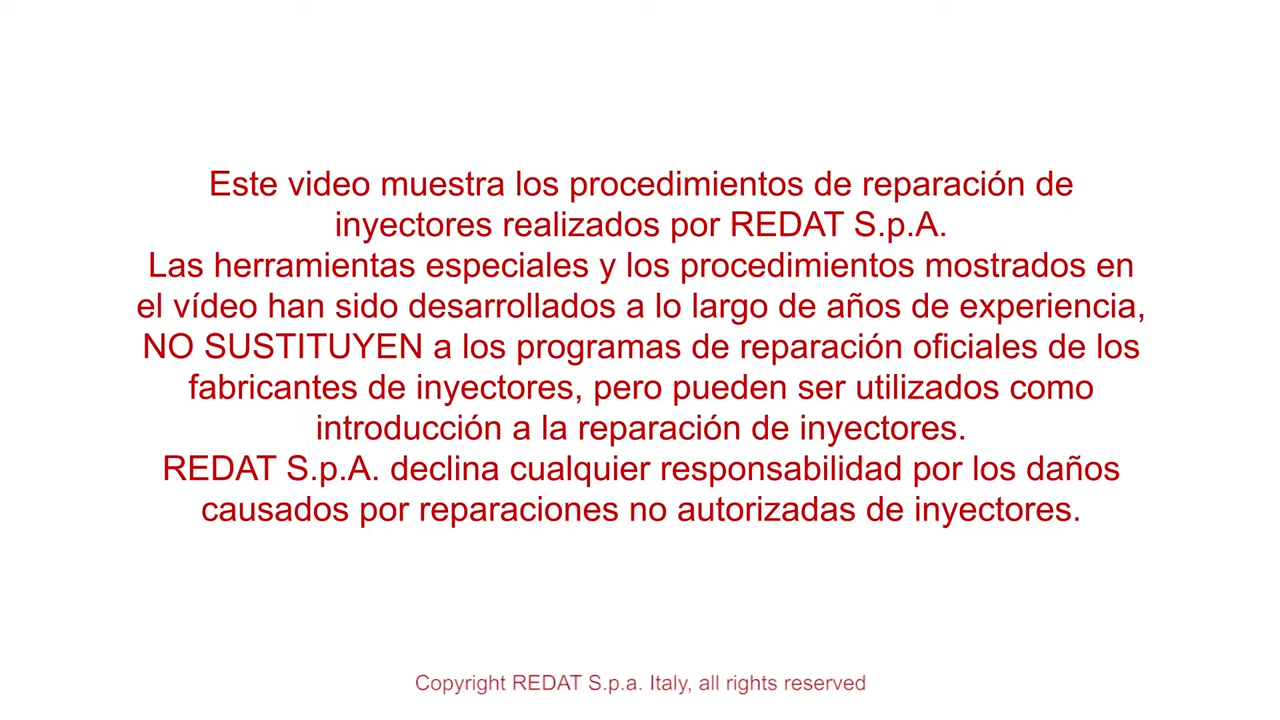 Este video muestra los procedimientos de reparación de
inyectores realizados por REDAT S.p.A.
Las herramientas especiales y los procedimientos mostrados en
el vídeo han sido desarrollados a lo largo de años de experiencia,
NO SUSTITUYEN a los programas de reparación oficiales de los
fabricantes de inyectores, pero pueden ser utilizados como
introducción a la reparación de inyectores.
REDAT S.p.A. declina cualquier responsabilidad por los daños
causados por reparaciones no autorizadas de inyectores.
Copyright REDAT S.p.a. Italy, all rights reserved